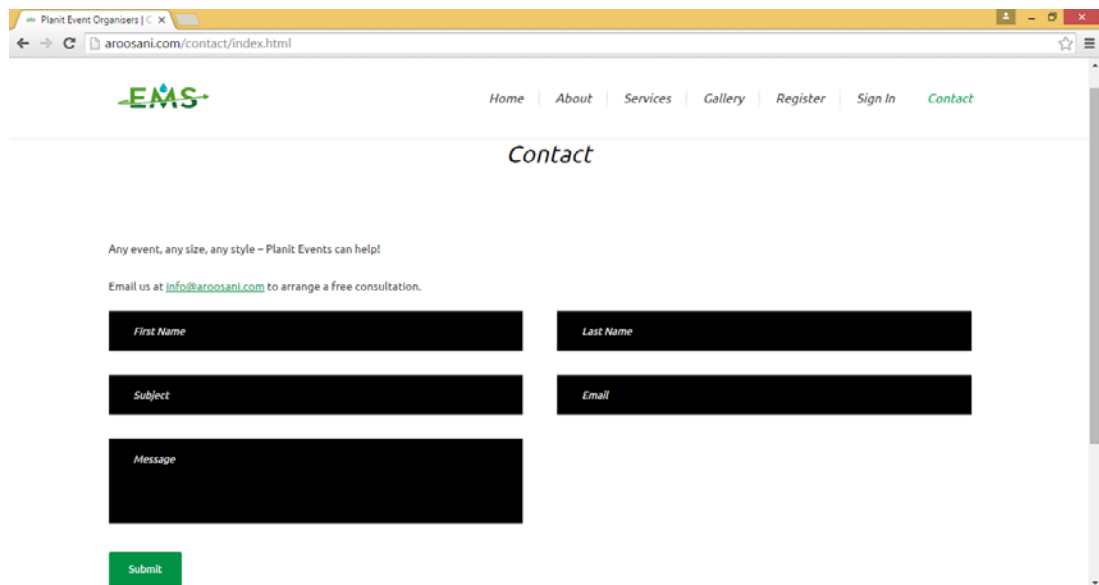 Planit Event Organisers | C
aroosani.com/contact/index.html
EMS
Home About Services Gallery Register Sign In Contact
Contact
Any event, any size, any style – Planit Events can help!
Email us at info@aroosani.com to arrange a free consultation.
First Name Last Name
Subject Email
Message
Submit